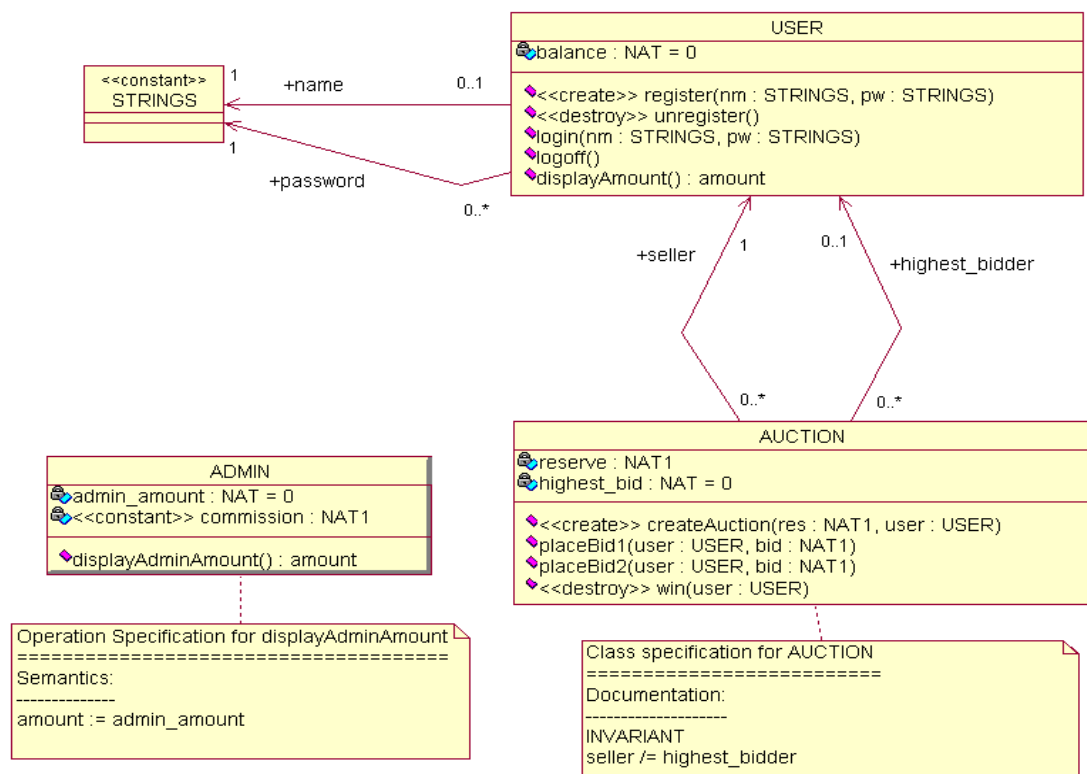 USER
balance : NAT = 0
<<create>> register(nm : STRINGS, pw : STRINGS)
<<destroy>> unregister()
login(nm : STRINGS, pw : STRINGS)
logoff()
displayAmount() : amount
<<constant>>
STRINGS
1
+name
0..1
1
+password
0..*
+seller
1
0..1
+highest_bidder
0..*
0..*
AUCTION
reserve : NAT1
highest_bid : NAT = 0
<<create>> createAuction(res : NAT1, user : USER)
placeBid1(user : USER, bid : NAT1)
placeBid2(user : USER, bid : NAT1)
<<destroy>> win(user : USER)
ADMIN
admin_amount : NAT = 0
<<constant>> commission : NAT1
displayAdminAmount() : amount
Operation Specification for displayAdminAmount
======================================
Semantics:
--------------
amount := admin_amount
Class specification for AUCTION
==========================
Documentation:
--------------------
INVARIANT
seller /= highest_bidder